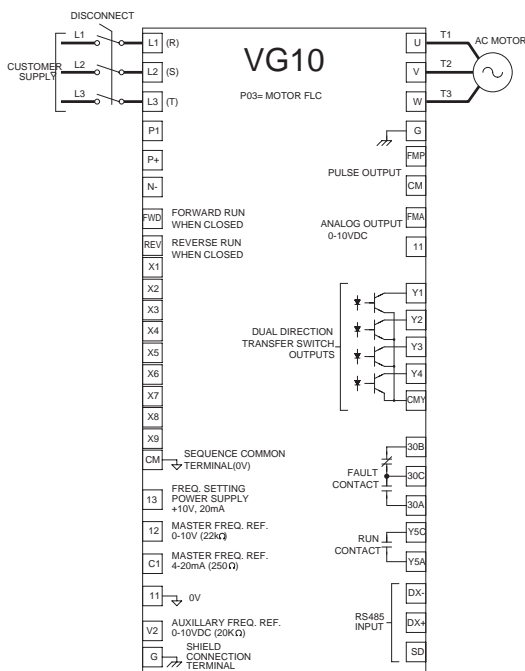 DISCONNECT
L1
L2
L3
CUSTOMER
SUPPLY
L1 (R)
L2 (S)
L3 (T)
P1
P+
N-
FWD FORWARD RUN
WHEN CLOSED
REV REVERSE RUN
WHEN CLOSED
X1
X2
X3
X4
X5
X6
X7
X8
X9
CM SEQUENCE COMMON
TERMINAL(0V)
13 FREQ. SETTING
POWER SUPPLY
+10V, 20mA
12 MASTER FREQ. REF.
0-10V (22kΩ)
C1 MASTER FREQ. REF.
4-20mA (250Ω)
11 0V
V2 AUXILLARY FREQ. REF.
0-10VDC (20KΩ)
G SHIELD
CONNECTION
TERMINAL
VG10
P03= MOTOR FLC
U T1 AC MOTOR
V T2
W T3
G
FMP
PULSE OUTPUT
CM
FMA
ANALOG OUTPUT
0-10VDC
11
Y1
Y2
DUAL DIRECTION
TRANSFER SWITCH
OUTPUTS
Y3
Y4
CMY
30B
FAULT
CONTACT
30C
30A
Y5C
RUN
CONTACT
Y5A
DX-
RS485
INPUT
DX+
SD